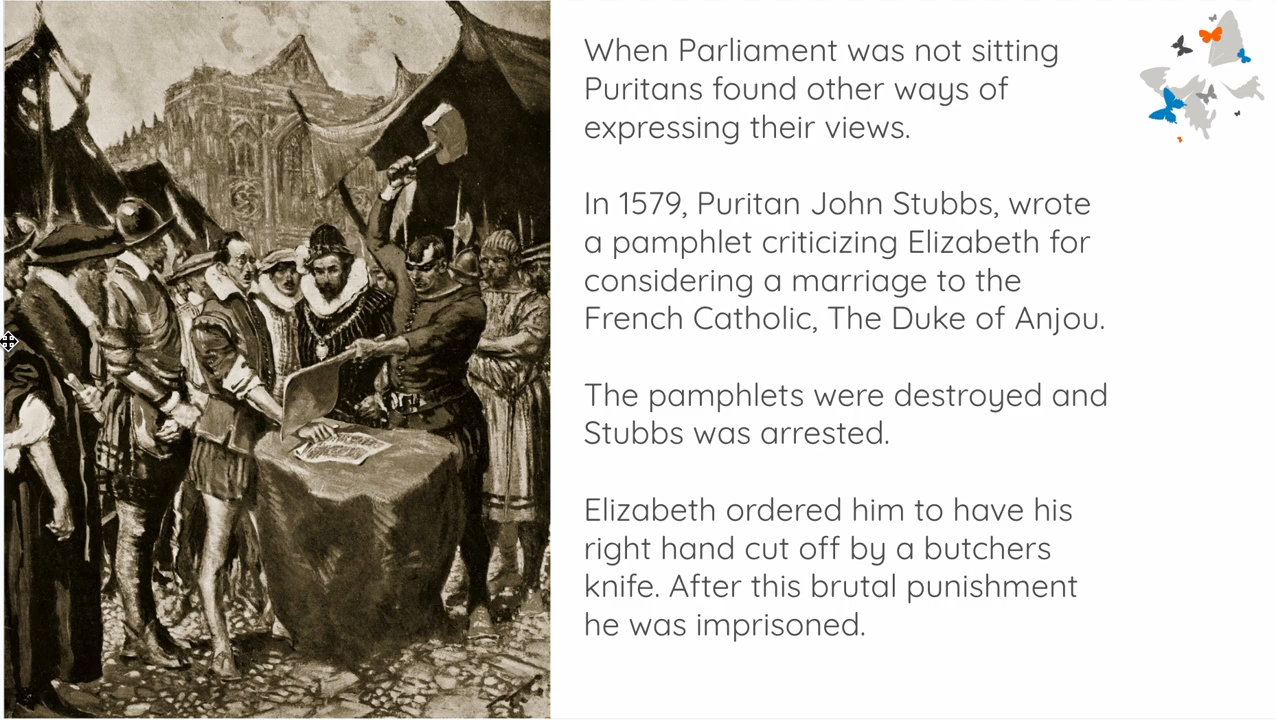 When Parliament was not sitting
Puritans found other ways of
expressing their views.
In 1579, Puritan John Stubbs, wrote
a pamphlet criticizing Elizabeth for
considering a marriage to the
French Catholic, The Duke of Anjou.
The pamphlets were destroyed and
Stubbs was arrested.
Elizabeth ordered him to have his
right hand cut off by a butchers
knife. After this brutal punishment
he was imprisoned.